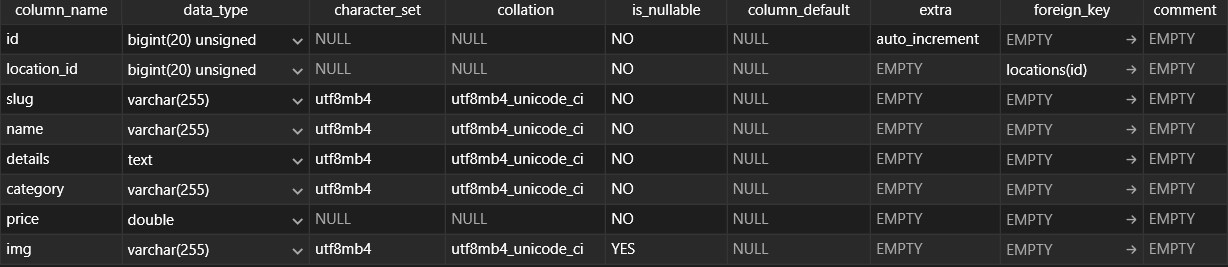 column_name data_type character_set collation is_nullable column_default extra foreign_key comment
id bigint(20) unsigned NULL NULL NO NULL auto_increment EMPTY EMPTY
location_id bigint(20) unsigned NULL NULL NO NULL EMPTY locations(id) EMPTY
slug varchar(255) utf8mb4 utf8mb4_unicode_ci NO NULL EMPTY EMPTY EMPTY
name varchar(255) utf8mb4 utf8mb4_unicode_ci NO NULL EMPTY EMPTY EMPTY
details text utf8mb4 utf8mb4_unicode_ci NO NULL EMPTY EMPTY EMPTY
category varchar(255) utf8mb4 utf8mb4_unicode_ci NO NULL EMPTY EMPTY EMPTY
price double NULL NULL NO NULL EMPTY EMPTY EMPTY
img varchar(255) utf8mb4 utf8mb4_unicode_ci YES NULL EMPTY EMPTY EMPTY